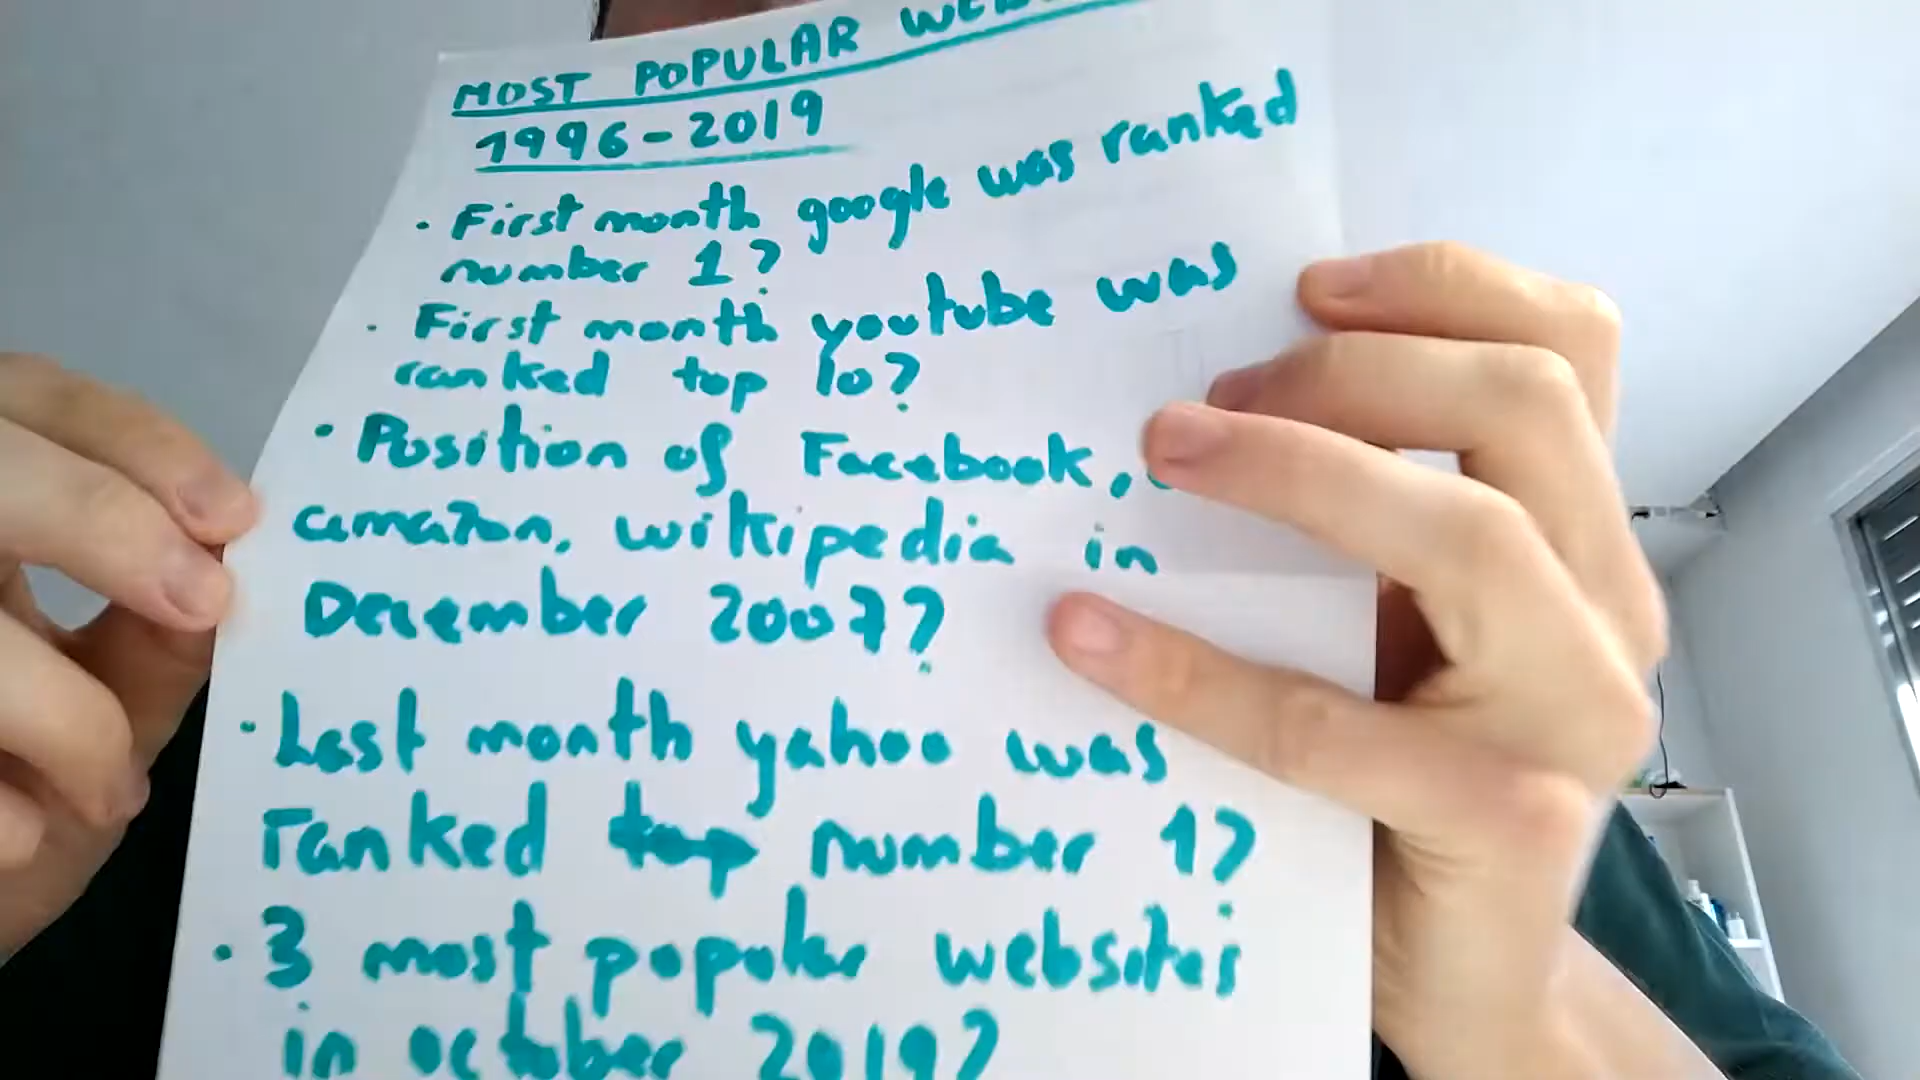 MOST POPULAR
1996-2019
• First month google was ranked
number 1?
• First month youtube was
ranked top 10?
• Position of Facebook,
amazon, wikipedia in
December 2007?
• Last month yahoo was
ranked top number 1?
• 3 most popular websites
in october 2019?